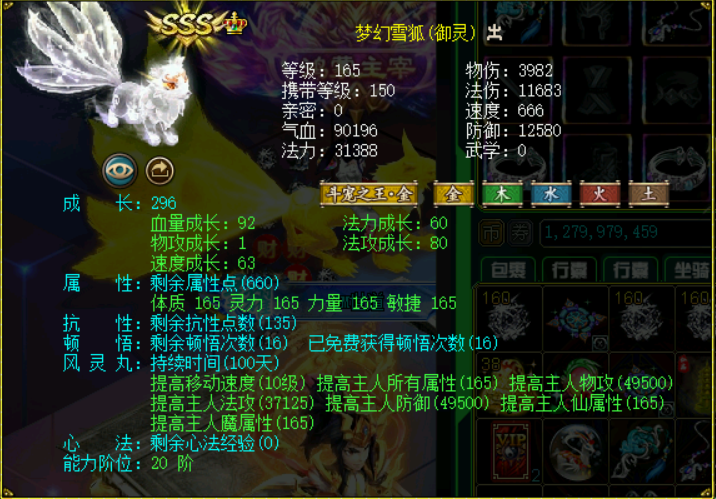 SSS
梦幻雪狐(御灵) 出
等级：165
物伤：3982
携带等级：150
法伤：11683
亲密：0
速度：666
气血：90196
防御：12580
法力：31388
武学：0
斗宠之王·金 金 木 水 火 土
成 长：296
血量成长：92 法力成长：60
物攻成长：1 法攻成长：80
速度成长：63
属 性：剩余属性点(660)
体质 165 灵力 165 力量 165 敏捷 165
抗 性：剩余抗性点数(135)
顿 悟：剩余顿悟次数(16) 已免费获得顿悟次数(16)
风 灵 丸：持续时间(100天)
提高移动速度(10级) 提高主人所有属性(165) 提高主人物攻(49500)
提高主人法攻(37125) 提高主人防御(49500) 提高主人仙属性(165)
提高主人魔属性(165)
心 法：剩余心法经验(0)
能力阶位：20 阶
主宰
币 券 1,279,979,459
包裹 行囊 行囊 坐骑
160 160
38
VIP 2